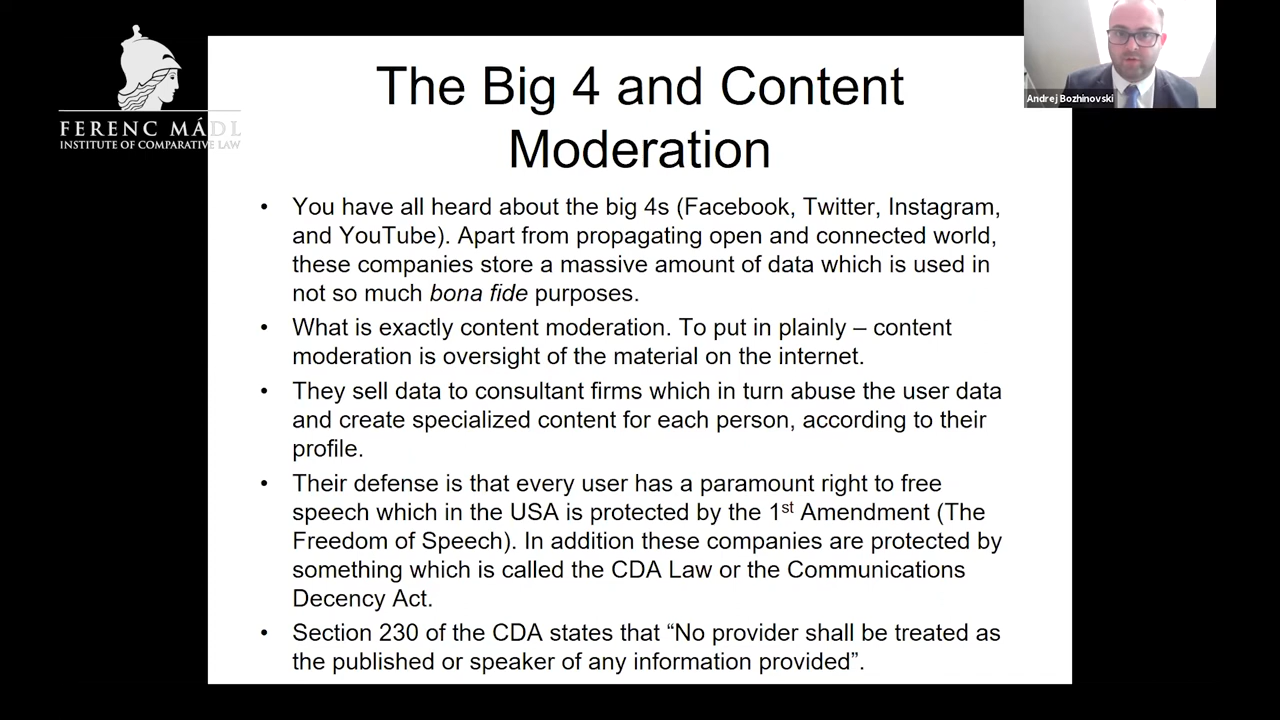 FERENC MÁDL
INSTITUTE OF COMPARATIVE LAW
Andrej Bozhinovski
The Big 4 and Content
Moderation
• You have all heard about the big 4s (Facebook, Twitter, Instagram,
and YouTube). Apart from propagating open and connected world,
these companies store a massive amount of data which is used in
not so much bona fide purposes.
• What is exactly content moderation. To put in plainly – content
moderation is oversight of the material on the internet.
• They sell data to consultant firms which in turn abuse the user data
and create specialized content for each person, according to their
profile.
• Their defense is that every user has a paramount right to free
speech which in the USA is protected by the 1st Amendment (The
Freedom of Speech). In addition these companies are protected by
something which is called the CDA Law or the Communications
Decency Act.
• Section 230 of the CDA states that “No provider shall be treated as
the published or speaker of any information provided”.